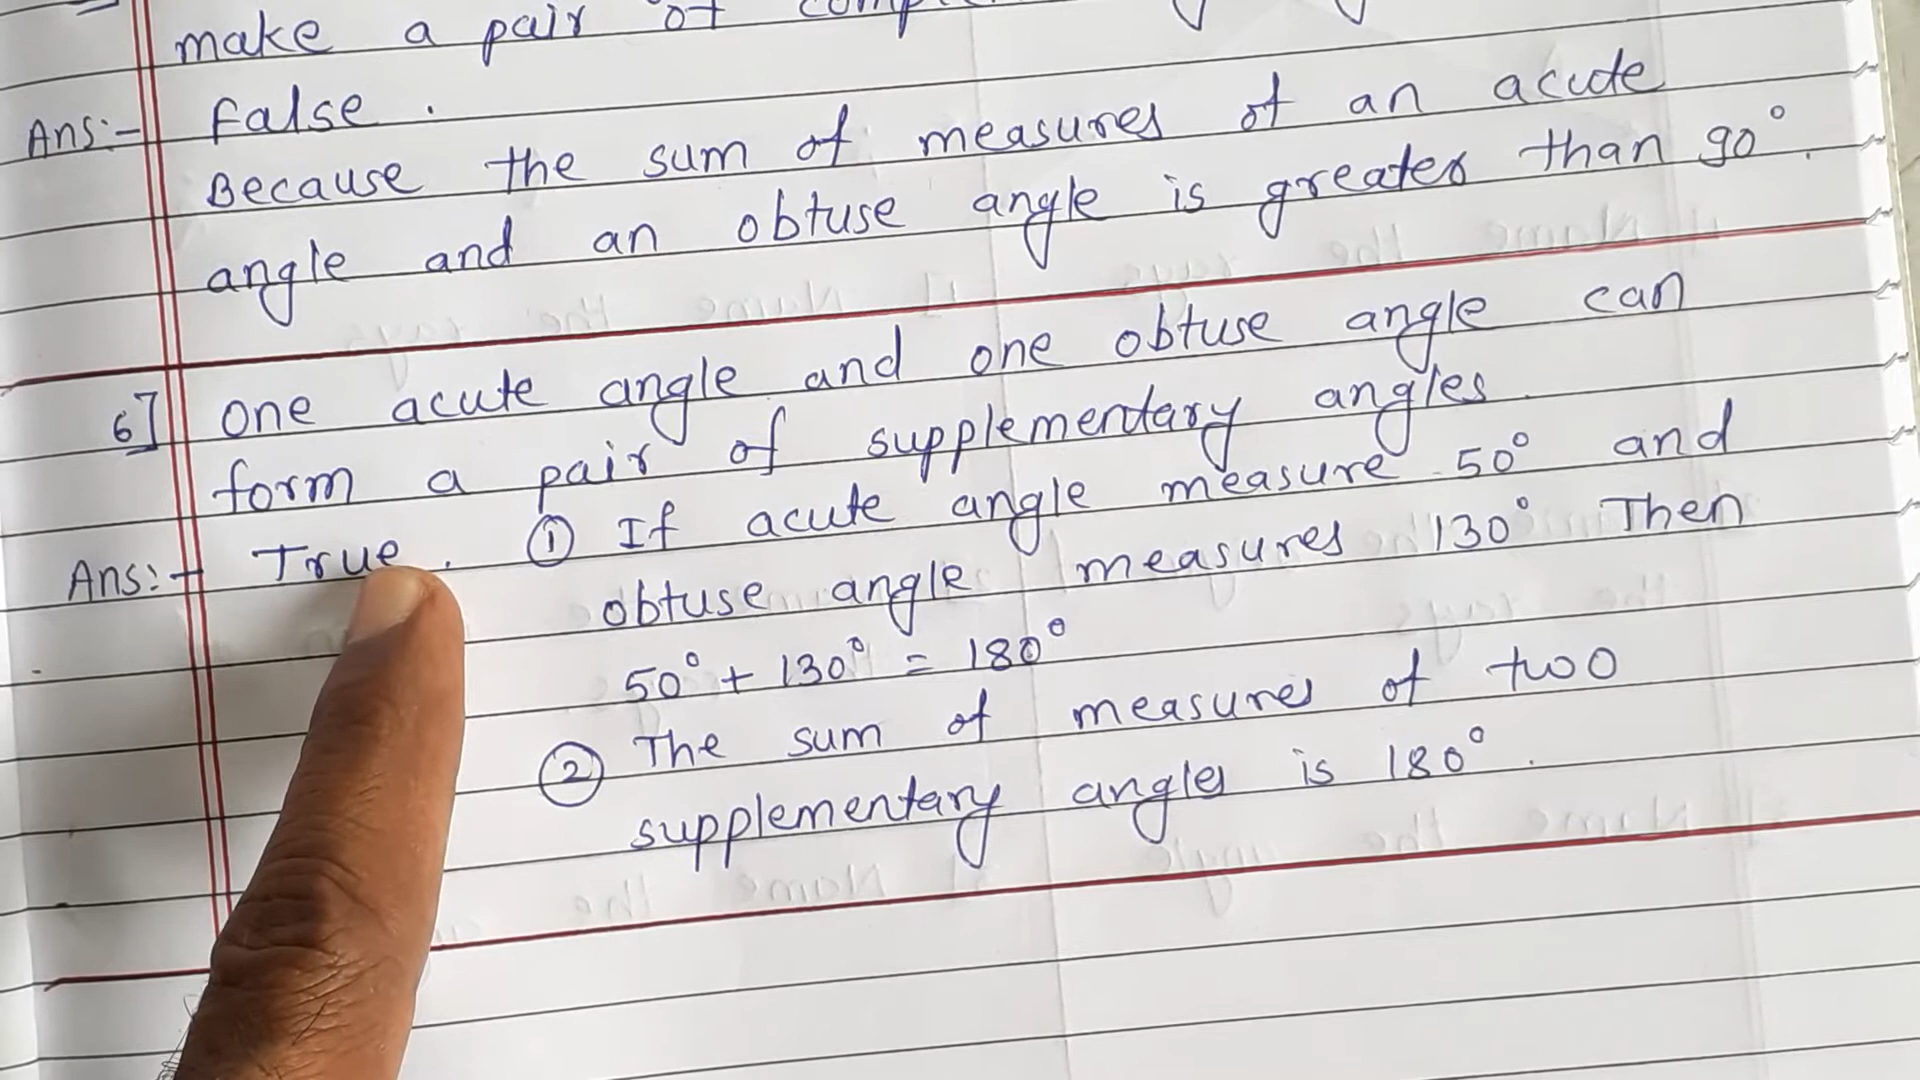 make a pair of
Ans:- False.
Because the sum of measures of an acute
angle and an obtuse angle is greater than 90°.
6] One acute angle and one obtuse angle can
form a pair of supplementary angles.
Ans:- True. ① If acute angle measure 50° and
obtuse angle measures 130° Then
50° + 130° = 180°
② The sum of measures of two
supplementary angles is 180°.